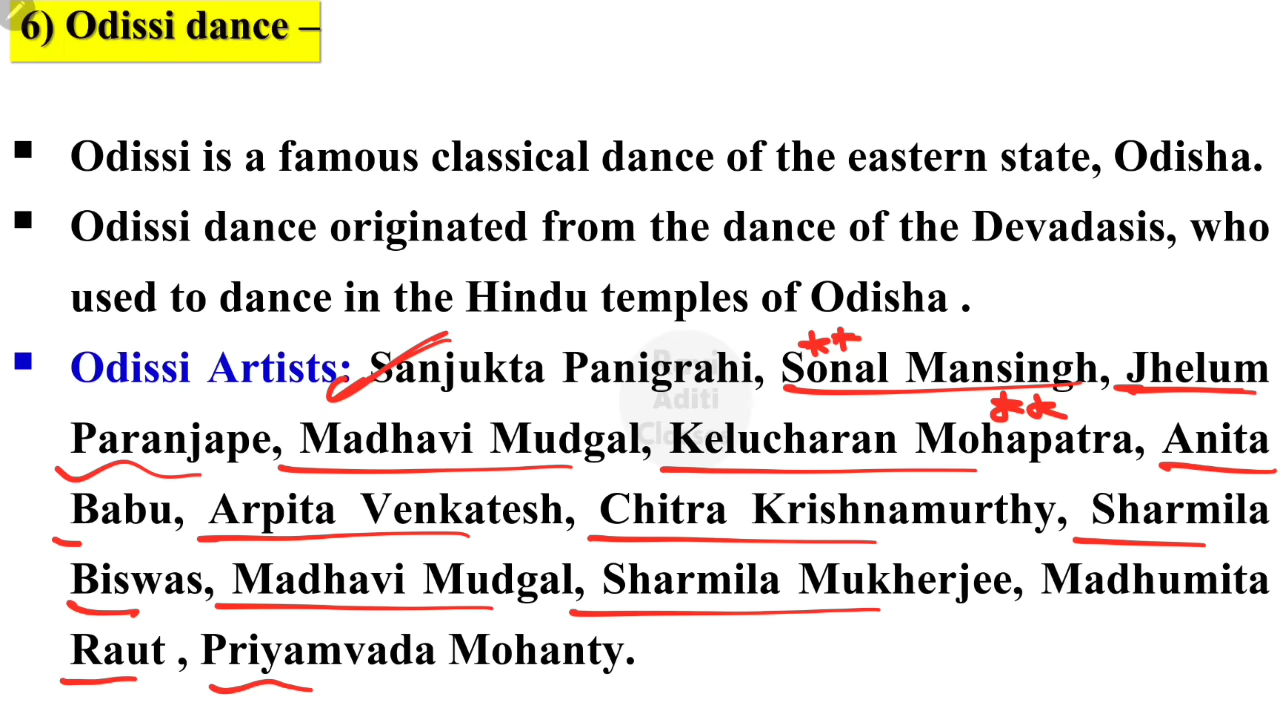 6) Odissi dance –
▪ Odissi is a famous classical dance of the eastern state, Odisha.
▪ Odissi dance originated from the dance of the Devadasis, who
used to dance in the Hindu temples of Odisha .
▪ Odissi Artists: Sanjukta Panigrahi, Sonal Mansingh, Jhelum
Paranjape, Madhavi Mudgal, Kelucharan Mohapatra, Anita
Babu, Arpita Venkatesh, Chitra Krishnamurthy, Sharmila
Biswas, Madhavi Mudgal, Sharmila Mukherjee, Madhumita
Raut , Priyamvada Mohanty.
Aditi